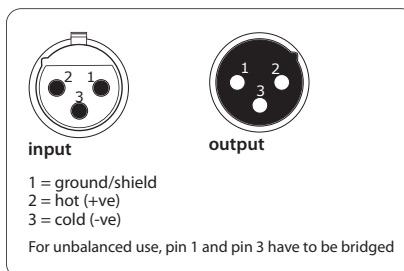 2 1
3
1 2
3
input
output
1 = ground/shield
2 = hot (+ve)
3 = cold (-ve)
For unbalanced use, pin 1 and pin 3 have to be bridged